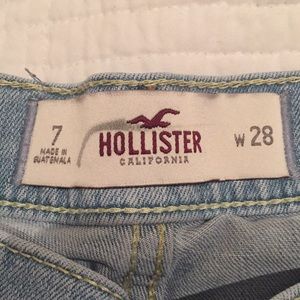 7
MADE IN
GUATEMALA
HOLLISTER
CALIFORNIA
W 28